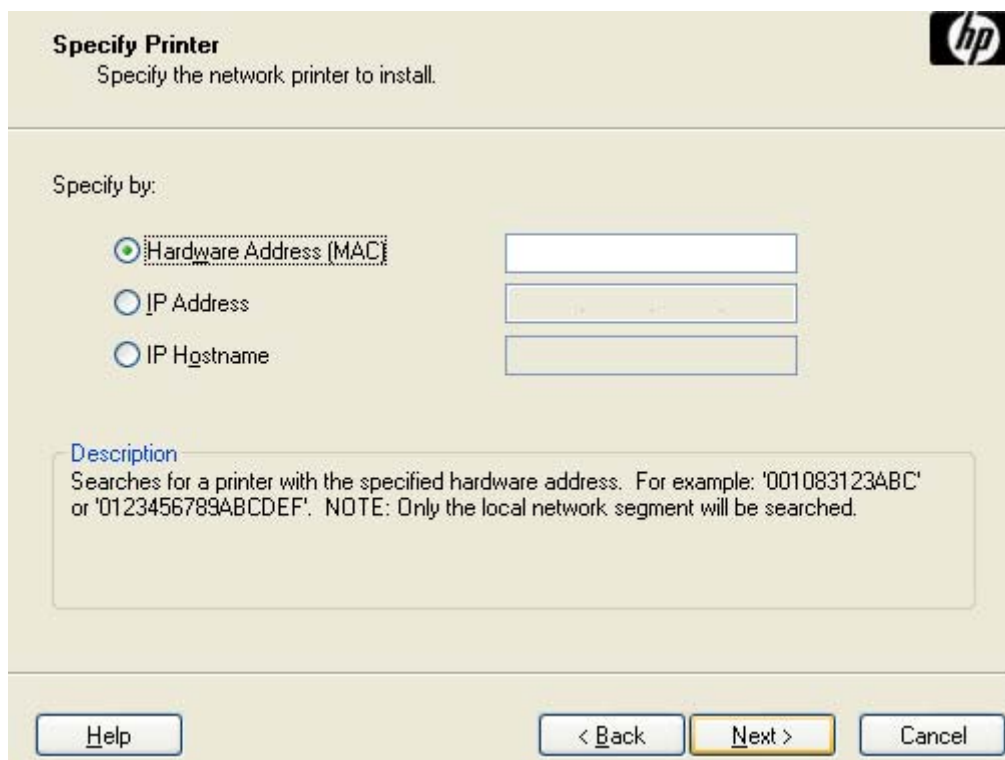 Specify Printer
Specify the network printer to install.
hp
Specify by:
Hardware Address (MAC)
IP Address
IP Hostname
Description
Searches for a printer with the specified hardware address. For example: '001083123ABC'
or '0123456789ABCDEF'. NOTE: Only the local network segment will be searched.
Help
< Back
Next >
Cancel